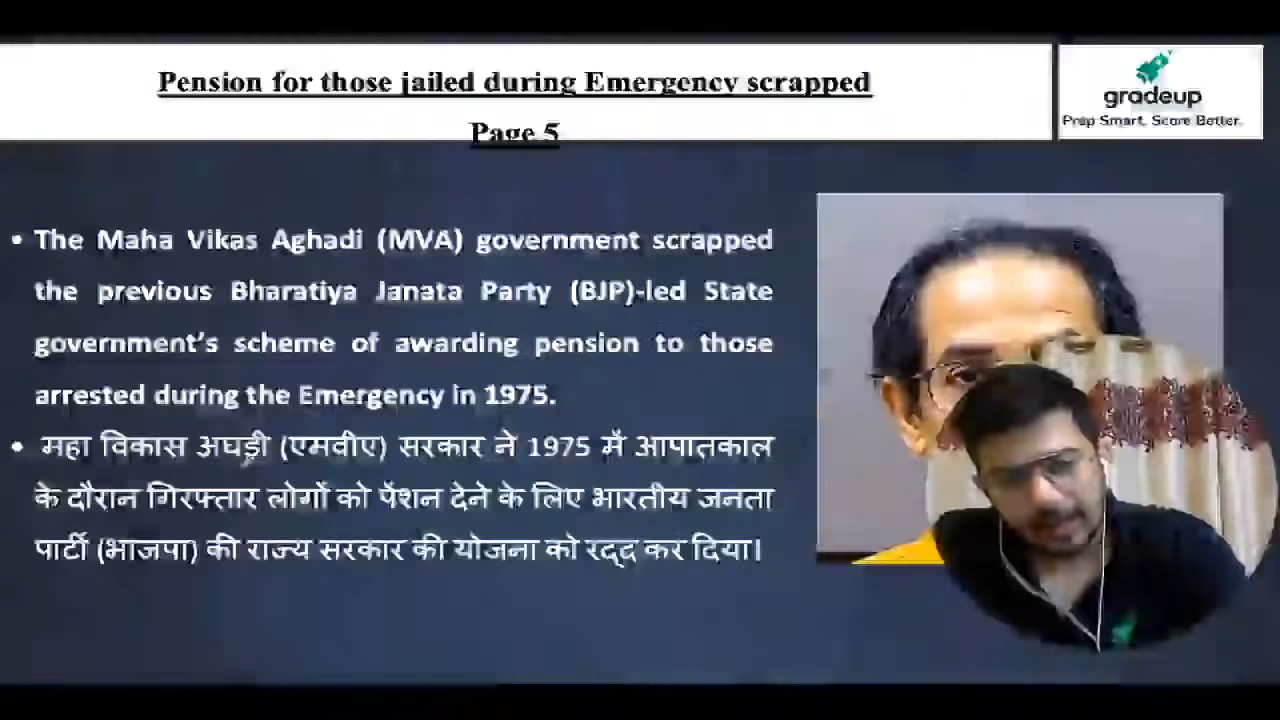 Pension for those jailed during Emergency scrapped
Page 5
gradeup
Prep Smart. Score Better.
• The Maha Vikas Aghadi (MVA) government scrapped
the previous Bharatiya Janata Party (BJP)-led State
government's scheme of awarding pension to those
arrested during the Emergency in 1975.
• महा विकास अघड़ी (एमवीए) सरकार ने 1975 में आपातकाल
के दौरान गिरफ्तार लोगों को पेंशन देने के लिए भारतीय जनता
पार्टी (भाजपा) की राज्य सरकार की योजना को रद्द कर दिया।